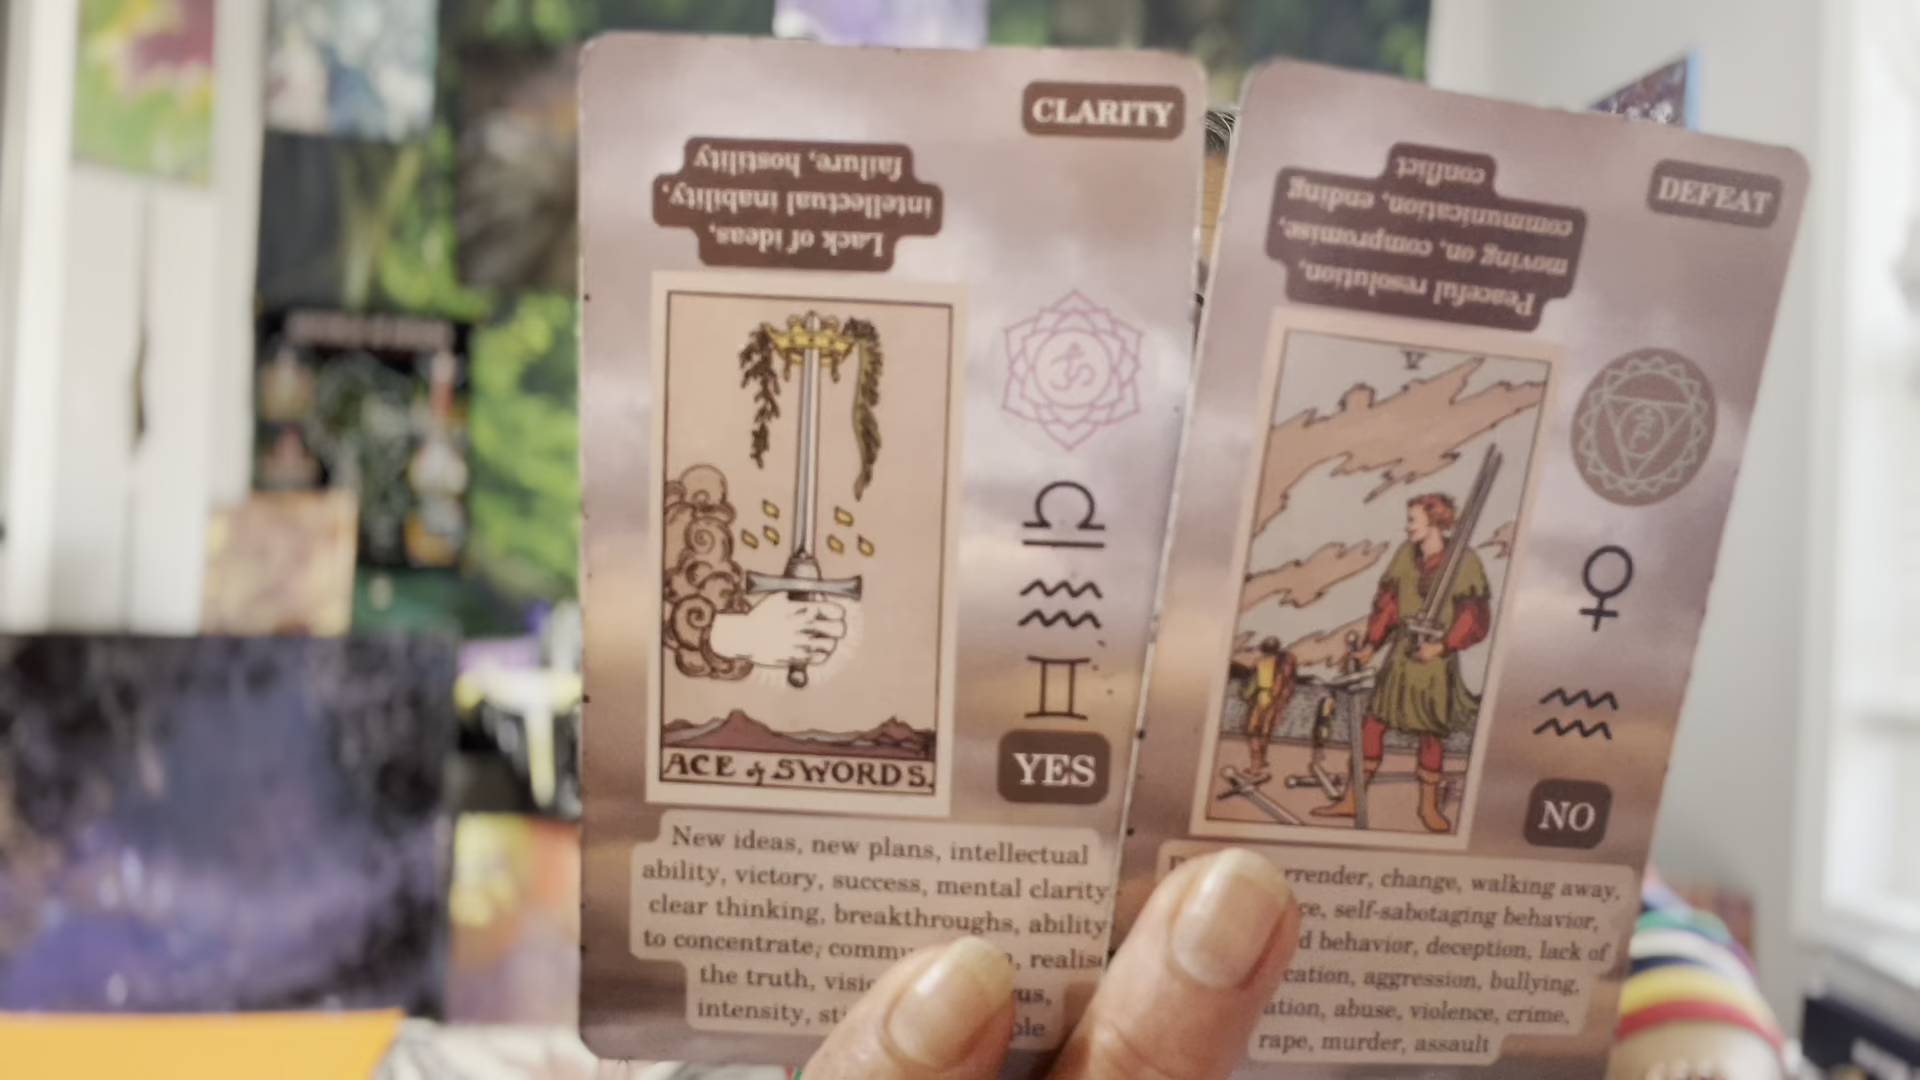 CLARITY
Lack of ideas,
intellectual inability,
failure, hostility
ACE of SWORDS.
YES
New ideas, new plans, intellectual
ability, victory, success, mental clarity
clear thinking, breakthroughs, ability
to concentrate, realise
the truth,
intensity,
DEFEAT
Peaceful resolution,
moving on, compromise,
communication, ending
conflict
V
NO
change, walking away,
self-sabotaging behavior,
behavior, deception, lack of
aggression, bullying,
abuse, violence, crime,
rape, murder, assault